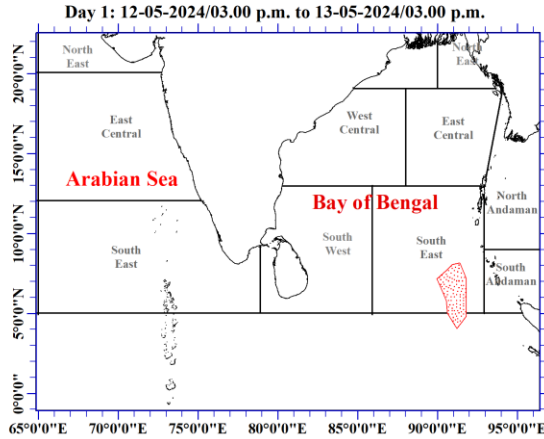 Day 1: 12-05-2024/03.00 p.m. to 13-05-2024/03.00 p.m.
North
East
North
East
20°0'0"N
East
Central
West
Central
East
Central
15°0'0"N
Arabian Sea
Bay of Bengal
North
Andaman
10°0'0"N
South
East
South
West
South
East
South
Andaman
5°0'0"N
0°0'0"
65°0'0"E 70°0'0"E 75°0'0"E 80°0'0"E 85°0'0"E 90°0'0"E 95°0'0"E